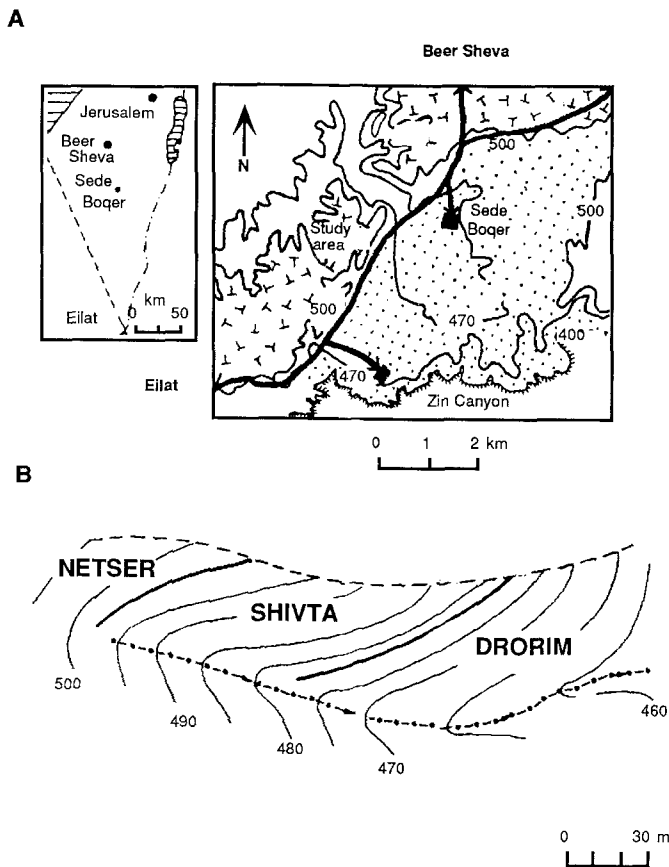 A
Beer Sheva
Jerusalem
Beer
Sheva
Sede
Boqer
km
0 50
Eilat
N
500
Sede
Boqer
500
Study
area
500
470
400
470
Zin Canyon
Eilat
0 1 2 km
B
NETSER
SHIVTA
DRORIM
500
490
480
470
460
0 30 m